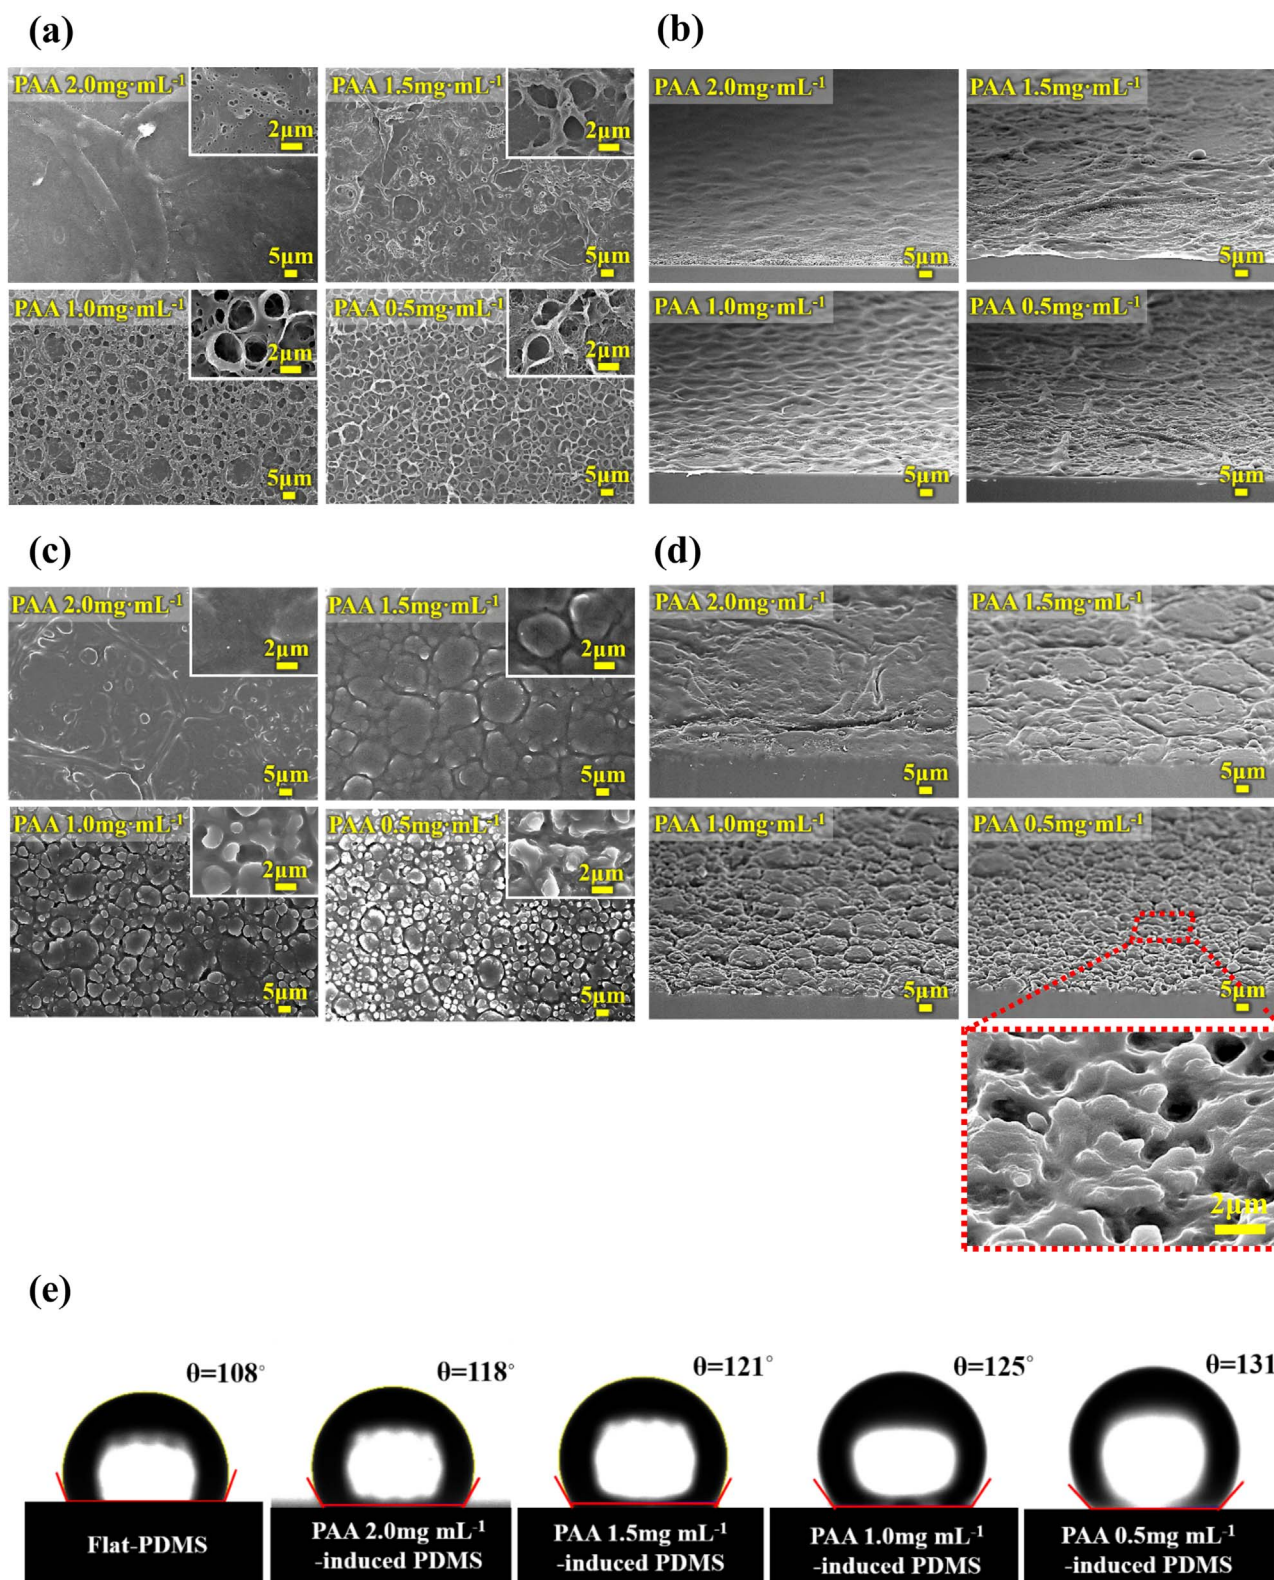 (a)
(b)
PAA 2.0mg·mL⁻¹
2μm
5μm
PAA 1.5mg·mL⁻¹
2μm
5μm
PAA 2.0mg·mL⁻¹
5μm
PAA 1.5mg·mL⁻¹
5μm
PAA 1.0mg·mL⁻¹
2μm
5μm
PAA 0.5mg·mL⁻¹
2μm
5μm
PAA 1.0mg·mL⁻¹
5μm
PAA 0.5mg·mL⁻¹
5μm
(c)
(d)
PAA 2.0mg·mL⁻¹
2μm
5μm
PAA 1.5mg·mL⁻¹
2μm
5μm
PAA 2.0mg·mL⁻¹
5μm
PAA 1.5mg·mL⁻¹
5μm
PAA 1.0mg·mL⁻¹
2μm
5μm
PAA 0.5mg·mL⁻¹
2μm
5μm
PAA 1.0mg·mL⁻¹
5μm
PAA 0.5mg·mL⁻¹
5μm
2μm
(e)
θ=108°
θ=118°
θ=121°
θ=125°
θ=131
Flat-PDMS
PAA 2.0mg mL⁻¹
-induced PDMS
PAA 1.5mg mL⁻¹
-induced PDMS
PAA 1.0mg mL⁻¹
-induced PDMS
PAA 0.5mg mL⁻¹
-induced PDMS